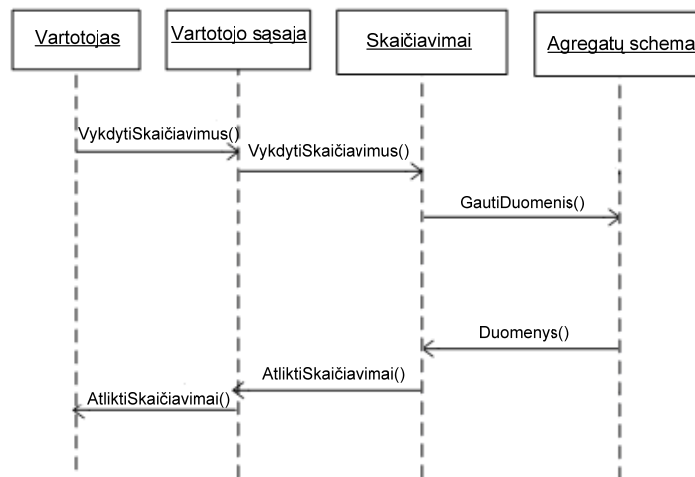 Vartotojas
Vartotojo sąsaja
Skaičiavimai
Agregatų schema
VykdytiSkaičiavimus()
VykdytiSkaičiavimus()
GautiDuomenis()
Duomenys()
AtliktiSkaičiavimai()
AtliktiSkaičiavimai()